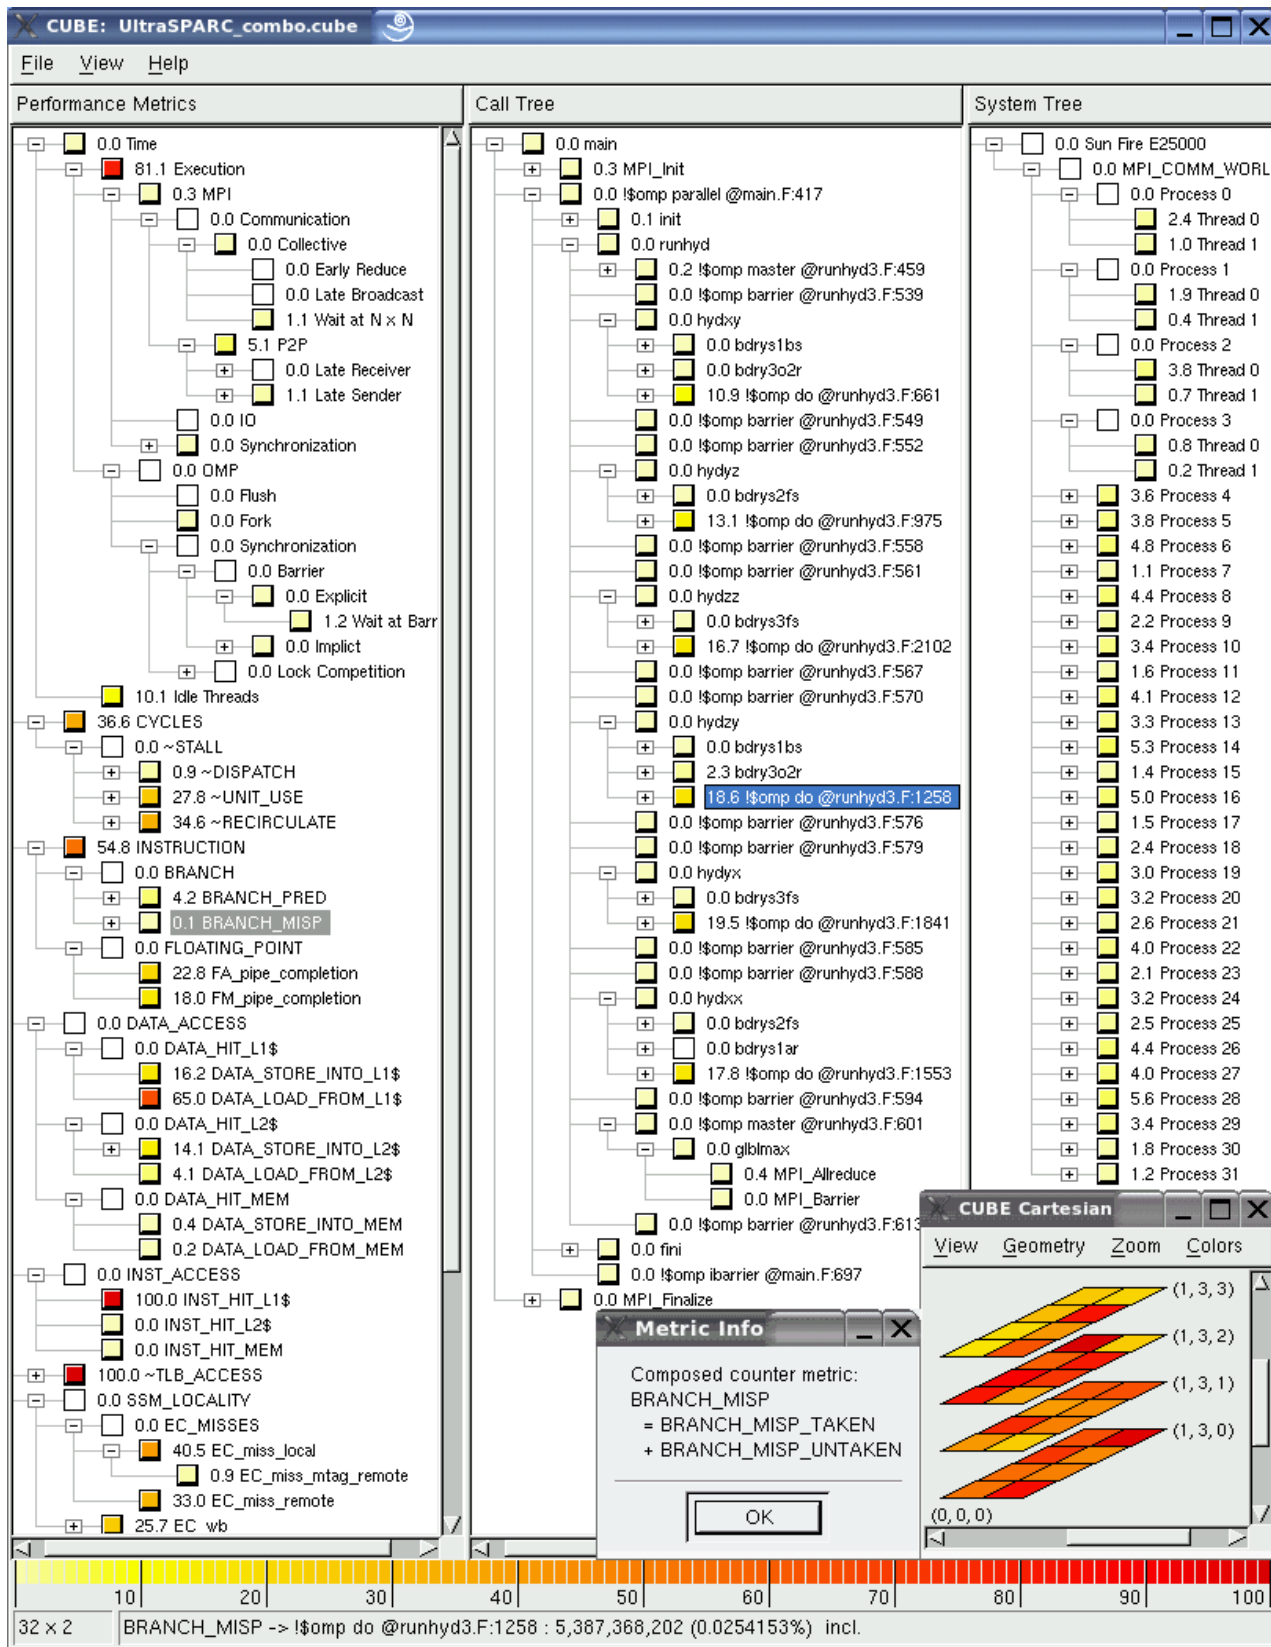 CUBE: UltraSPARC_combo.cube
File View Help
Performance Metrics
0.0 Time
81.1 Execution
0.3 MPI
0.0 Communication
0.0 Collective
0.0 Early Reduce
0.0 Late Broadcast
1.1 Wait at N x N
5.1 P2P
0.0 Late Receiver
1.1 Late Sender
0.0 IO
0.0 Synchronization
0.0 OMP
0.0 Flush
0.0 Fork
0.0 Synchronization
0.0 Barrier
0.0 Explicit
1.2 Wait at Barr
0.0 Implict
0.0 Lock Competition
10.1 Idle Threads
36.6 CYCLES
0.0 ~STALL
0.9 ~DISPATCH
27.8 ~UNIT_USE
34.6 ~RECIRCULATE
54.8 INSTRUCTION
0.0 BRANCH
4.2 BRANCH_PRED
0.1 BRANCH_MISP
0.0 FLOATING_POINT
22.8 FA_pipe_completion
18.0 FM_pipe_completion
0.0 DATA_ACCESS
0.0 DATA_HIT_L1$
16.2 DATA_STORE_INTO_L1$
65.0 DATA_LOAD_FROM_L1$
0.0 DATA_HIT_L2$
14.1 DATA_STORE_INTO_L2$
4.1 DATA_LOAD_FROM_L2$
0.0 DATA_HIT_MEM
0.4 DATA_STORE_INTO_MEM
0.2 DATA_LOAD_FROM_MEM
0.0 INST_ACCESS
100.0 INST_HIT_L1$
0.0 INST_HIT_L2$
0.0 INST_HIT_MEM
100.0 ~TLB_ACCESS
0.0 SSM_LOCALITY
0.0 EC_MISSES
40.5 EC_miss_local
0.9 EC_miss_mtag_remote
33.0 EC_miss_remote
25.7 EC_wb
Call Tree
0.0 main
0.3 MPI_Init
0.0 !$omp parallel @main.F:417
0.1 init
0.0 runhyd
0.2 !$omp master @runhyd3.F:459
0.0 !$omp barrier @runhyd3.F:539
0.0 hydxy
0.0 bdrys1bs
0.0 bdry3o2r
10.9 !$omp do @runhyd3.F:661
0.0 !$omp barrier @runhyd3.F:549
0.0 !$omp barrier @runhyd3.F:552
0.0 hydyz
0.0 bdrys2fs
13.1 !$omp do @runhyd3.F:975
0.0 !$omp barrier @runhyd3.F:558
0.0 !$omp barrier @runhyd3.F:561
0.0 hydzz
0.0 bdrys3fs
16.7 !$omp do @runhyd3.F:2102
0.0 !$omp barrier @runhyd3.F:567
0.0 !$omp barrier @runhyd3.F:570
0.0 hydzy
0.0 bdrys1bs
2.3 bdry3o2r
18.6 !$omp do @runhyd3.F:1258
0.0 !$omp barrier @runhyd3.F:576
0.0 !$omp barrier @runhyd3.F:579
0.0 hydyx
0.0 bdrys3fs
19.5 !$omp do @runhyd3.F:1841
0.0 !$omp barrier @runhyd3.F:585
0.0 !$omp barrier @runhyd3.F:588
0.0 hydxx
0.0 bdrys2fs
0.0 bdrys1ar
17.8 !$omp do @runhyd3.F:1553
0.0 !$omp barrier @runhyd3.F:594
0.0 !$omp master @runhyd3.F:601
0.0 glblmax
0.4 MPI_Allreduce
0.0 MPI_Barrier
0.0 !$omp barrier @runhyd3.F:613
0.0 fini
0.0 !$omp ibarrier @main.F:697
0.0 MPI_Finalize
System Tree
0.0 Sun Fire E25000
0.0 MPI_COMM_WORL
0.0 Process 0
2.4 Thread 0
1.0 Thread 1
0.0 Process 1
1.9 Thread 0
0.4 Thread 1
0.0 Process 2
3.8 Thread 0
0.7 Thread 1
0.0 Process 3
0.8 Thread 0
0.2 Thread 1
3.6 Process 4
3.8 Process 5
4.8 Process 6
1.1 Process 7
4.4 Process 8
2.2 Process 9
3.4 Process 10
1.6 Process 11
4.1 Process 12
3.3 Process 13
5.3 Process 14
1.4 Process 15
5.0 Process 16
1.5 Process 17
2.4 Process 18
3.0 Process 19
3.2 Process 20
2.6 Process 21
4.0 Process 22
2.1 Process 23
3.2 Process 24
2.5 Process 25
4.4 Process 26
4.0 Process 27
5.6 Process 28
3.4 Process 29
1.8 Process 30
1.2 Process 31
CUBE Cartesian
View Geometry Zoom Colors
(1, 3, 3)
(1, 3, 2)
(1, 3, 1)
(1, 3, 0)
(0, 0, 0)
Metric Info
Composed counter metric:
BRANCH_MISP
= BRANCH_MISP_TAKEN
+ BRANCH_MISP_UNTAKEN
OK
10 20 30 40 50 60 70 80 90 100
32 x 2
BRANCH_MISP -> !$omp do @runhyd3.F:1258 : 5,387,368,202 (0.0254153%) incl.